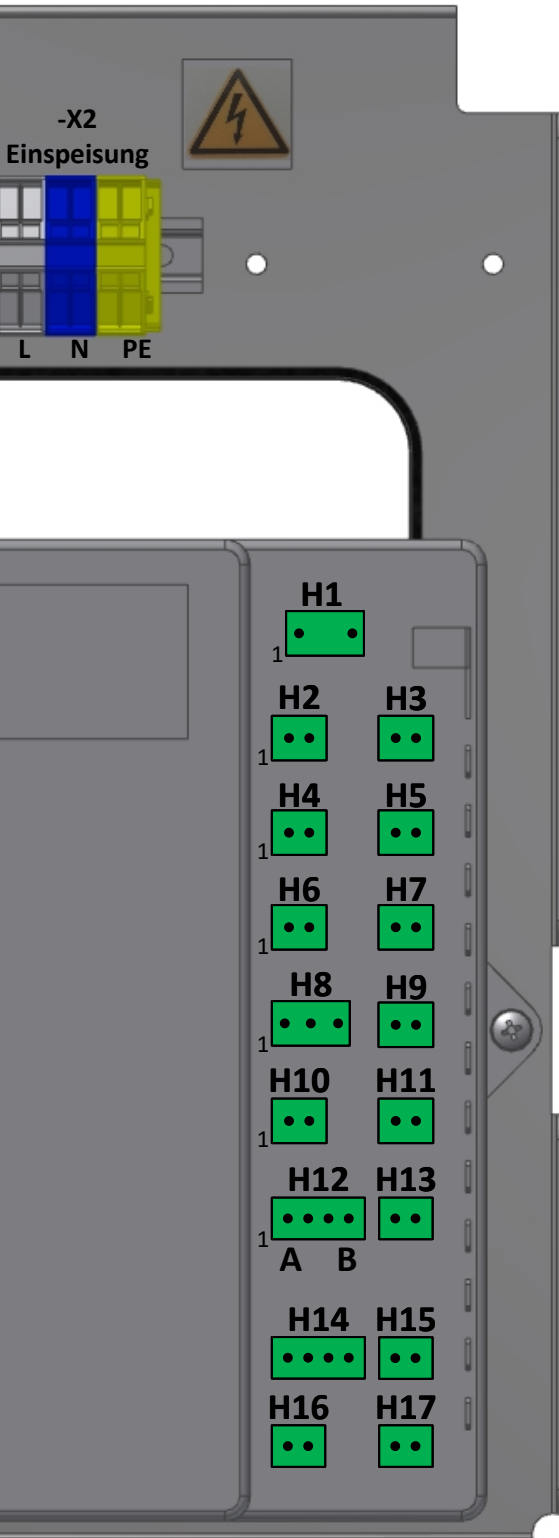 -X2
Einspeisung
L N PE
H1
1
H2 H3
1
H4 H5
1
H6 H7
1
H8 H9
1
H10 H11
1
H12 H13
1
A B
H14 H15
H16 H17